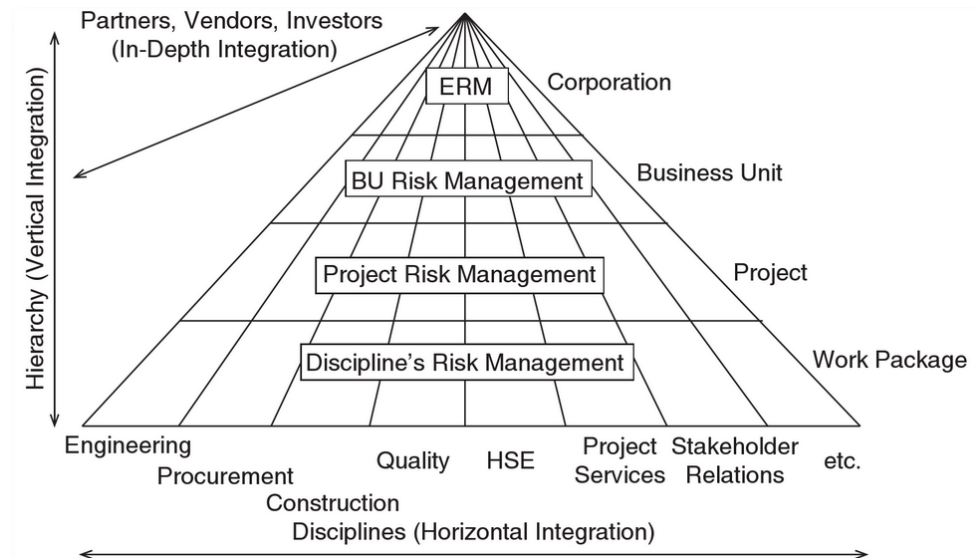 Partners, Vendors, Investors
(In-Depth Integration)
ERM
Corporation
BU Risk Management
Business Unit
Project Risk Management
Project
Discipline’s Risk Management
Work Package
Hierarchy (Vertical Integration)
Engineering
Procurement
Construction
Quality
HSE
Project
Services
Stakeholder
Relations
etc.
Disciplines (Horizontal Integration)